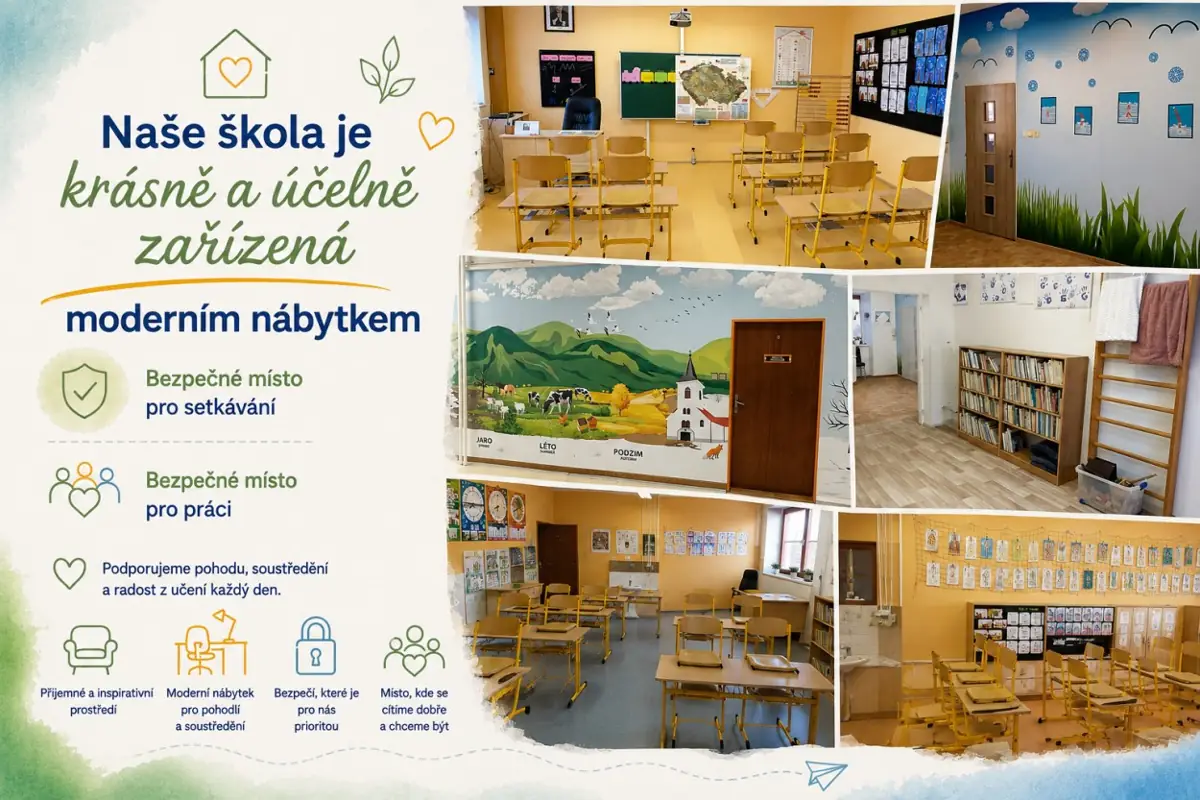 Naše škola je
krásně a účelně
zařízená
moderním nábytkem
Bezpečné místo
pro setkávání
Bezpečné místo
pro práci
Podporujeme pohodu, soustředění
a radost z učení každý den.
Příjemné a inspirativní
prostředí
Moderní nábytek
pro pohodlí
a soustředění
Bezpečí, které je
pro nás
prioritou
Místo, kde se
cítíme dobře
a chceme být
JARO
LÉTO
PODZIM